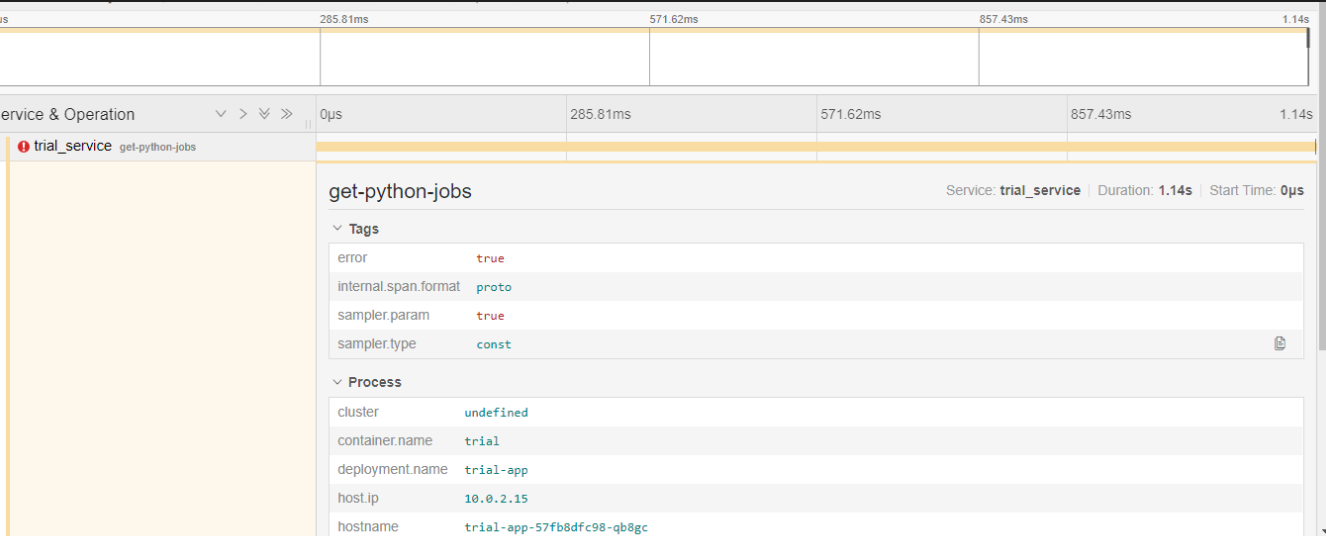 285.81ms 571.62ms 857.43ms 1.14s
ervice & Operation 0μs 285.81ms 571.62ms 857.43ms 1.14s
trial_service get-python-jobs
get-python-jobs Service: trial_service Duration: 1.14s Start Time: 0μs
Tags
error true
internal.span.format proto
sampler.param true
sampler.type const
Process
cluster undefined
container.name trial
deployment.name trial-app
host.ip 10.0.2.15
hostname trial-app-57fb8dfc98-qb8gc